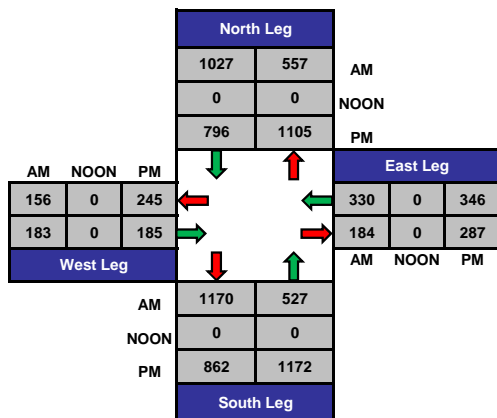 North Leg
1027 557 AM
0 0 NOON
796 1105 PM
AM NOON PM East Leg
156 0 245 330 0 346
183 0 185 184 0 287
West Leg AM NOON PM
AM 1170 527
NOON 0 0
PM 862 1172
South Leg